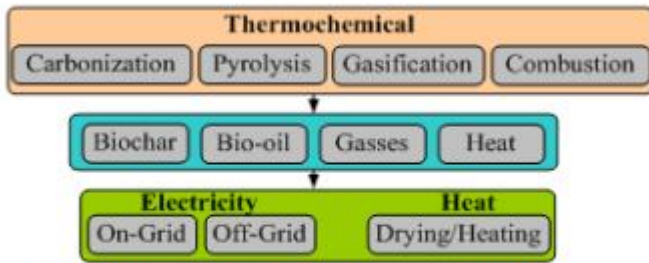 Thermochemical
Carbonization Pyrolysis Gasification Combustion
Biochar Bio-oil Gasses Heat
Electricity Heat
On-Grid Off-Grid Drying/Heating